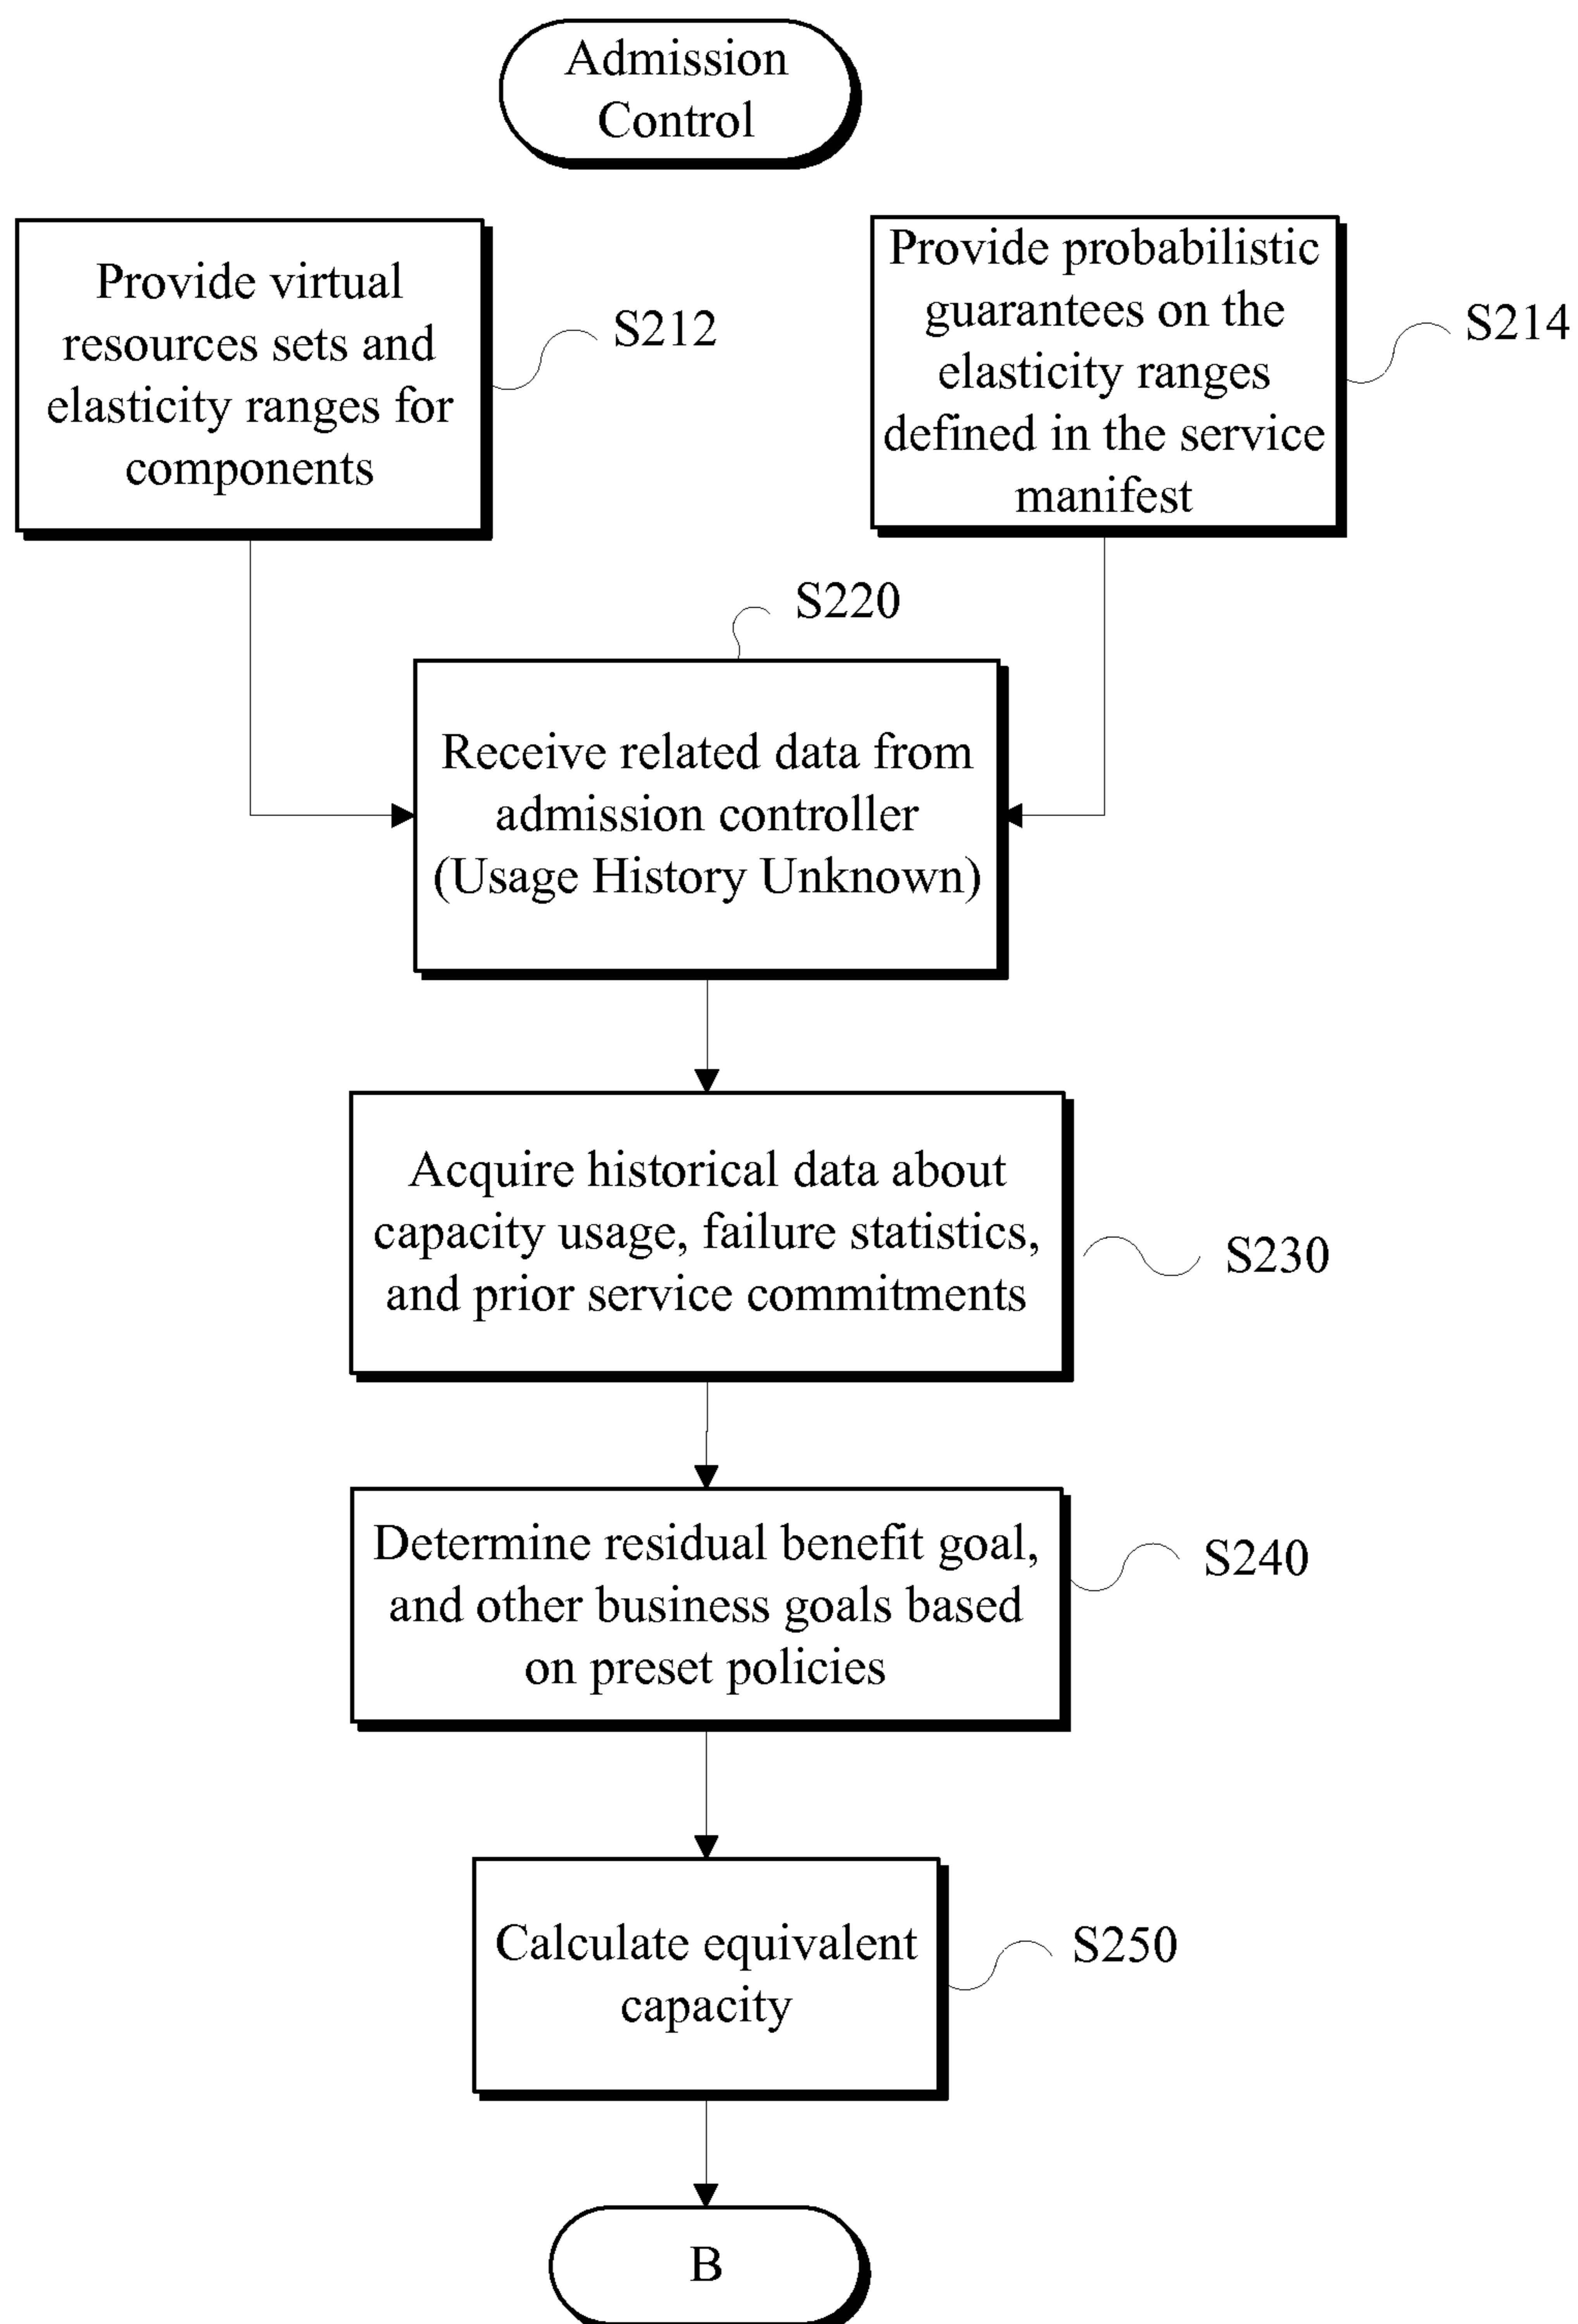 Admission
Control
Provide virtual
resources sets and
elasticity ranges for
components
S212
Provide probabilistic
guarantees on the
elasticity ranges
defined in the service
manifest
S214
S220
Receive related data from
admission controller
(Usage History Unknown)
Acquire historical data about
capacity usage, failure statistics,
and prior service commitments
S230
Determine residual benefit goal,
and other business goals based
on preset policies
S240
Calculate equivalent
capacity
S250
B